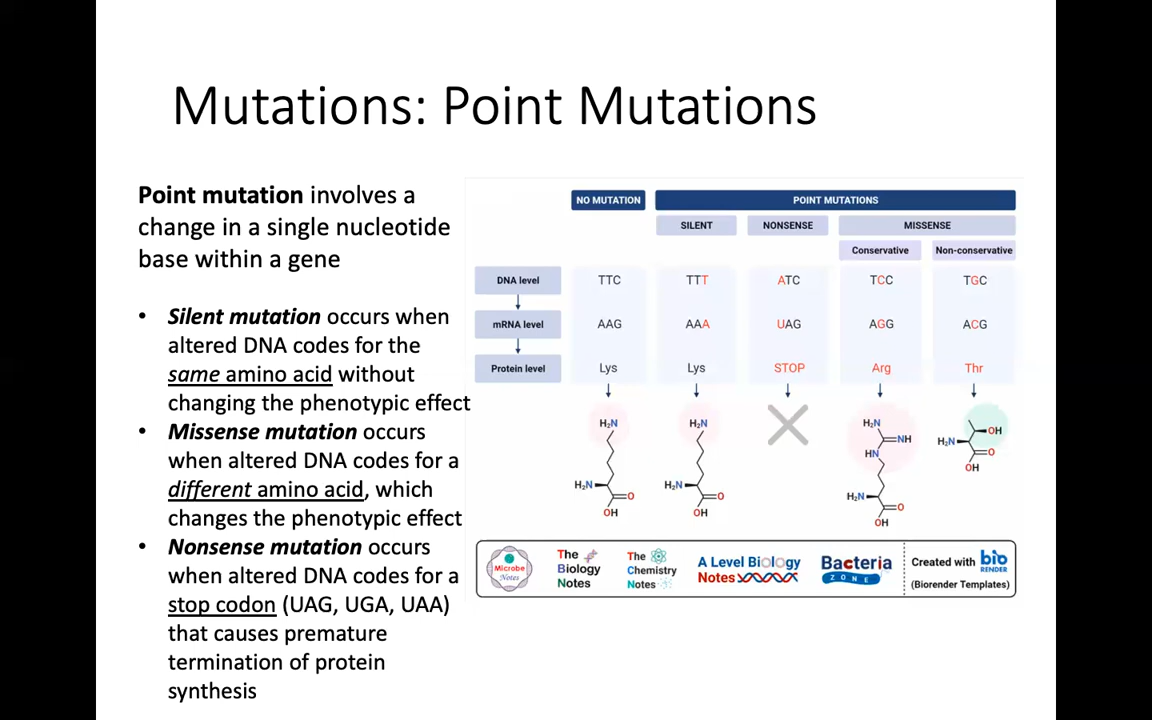 Mutations: Point Mutations
Point mutation involves a
change in a single nucleotide
base within a gene
• Silent mutation occurs when
altered DNA codes for the
same amino acid without
changing the phenotypic effect
• Missense mutation occurs
when altered DNA codes for a
different amino acid, which
changes the phenotypic effect
• Nonsense mutation occurs
when altered DNA codes for a
stop codon (UAG, UGA, UAA)
that causes premature
termination of protein
synthesis
NO MUTATION POINT MUTATIONS
SILENT NONSENSE MISSENSE
Conservative Non-conservative
DNA level TTC TTT ATC TCC TGC
mRNA level AAG AAA UAG AGG ACG
Protein level Lys Lys STOP Arg Thr
H₂N H₂N H₂N OH
NH H₂N O
HN OH
H₂N O H₂N O H₂N O
OH OH OH
Microbe Notes
The Biology Notes
The Chemistry Notes
A Level Biology Notes
Bacteria ZONE
Created with bio RENDER
(Biorender Templates)